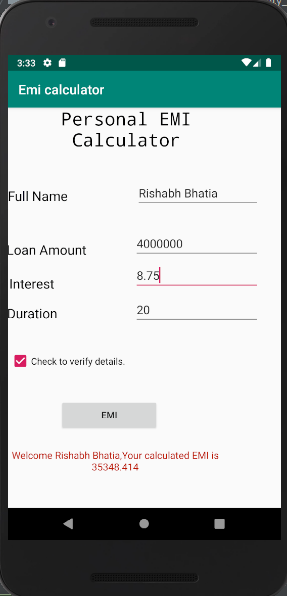 3:33
Emi calculator
Personal EMI
Calculator
Full Name Rishabh Bhatia
Loan Amount 4000000
Interest 8.75
Duration 20
Check to verify details.
EMI
Welcome Rishabh Bhatia,Your calculated EMI is
35348.414